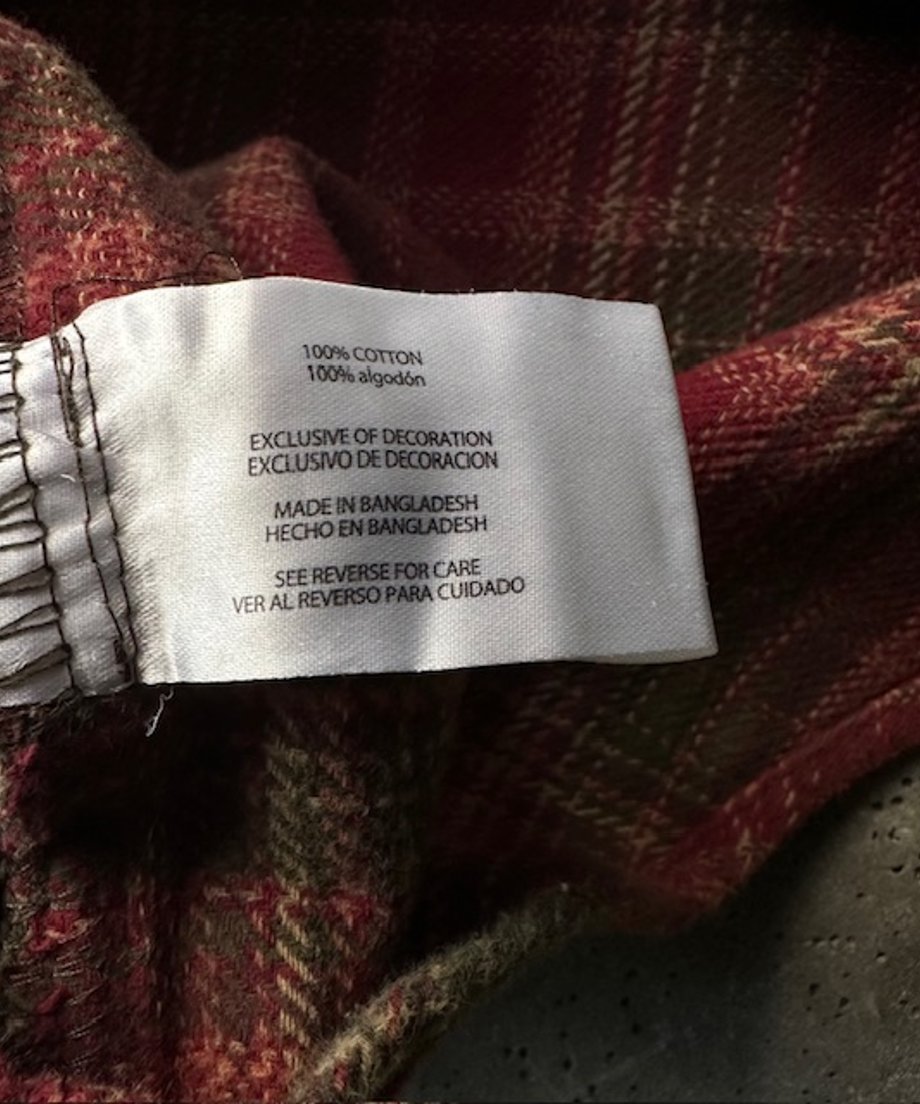 100% COTTON
100% algodón
EXCLUSIVE OF DECORATION
EXCLUSIVO DE DECORACION
MADE IN BANGLADESH
HECHO EN BANGLADESH
SEE REVERSE FOR CARE
VER AL REVERSO PARA CUIDADO